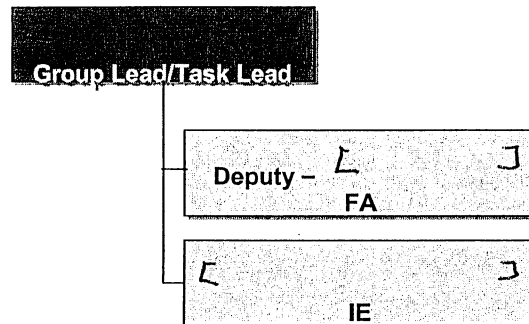 Group Lead/Task Lead
Deputy – [ ]
FA
[ ]
IE